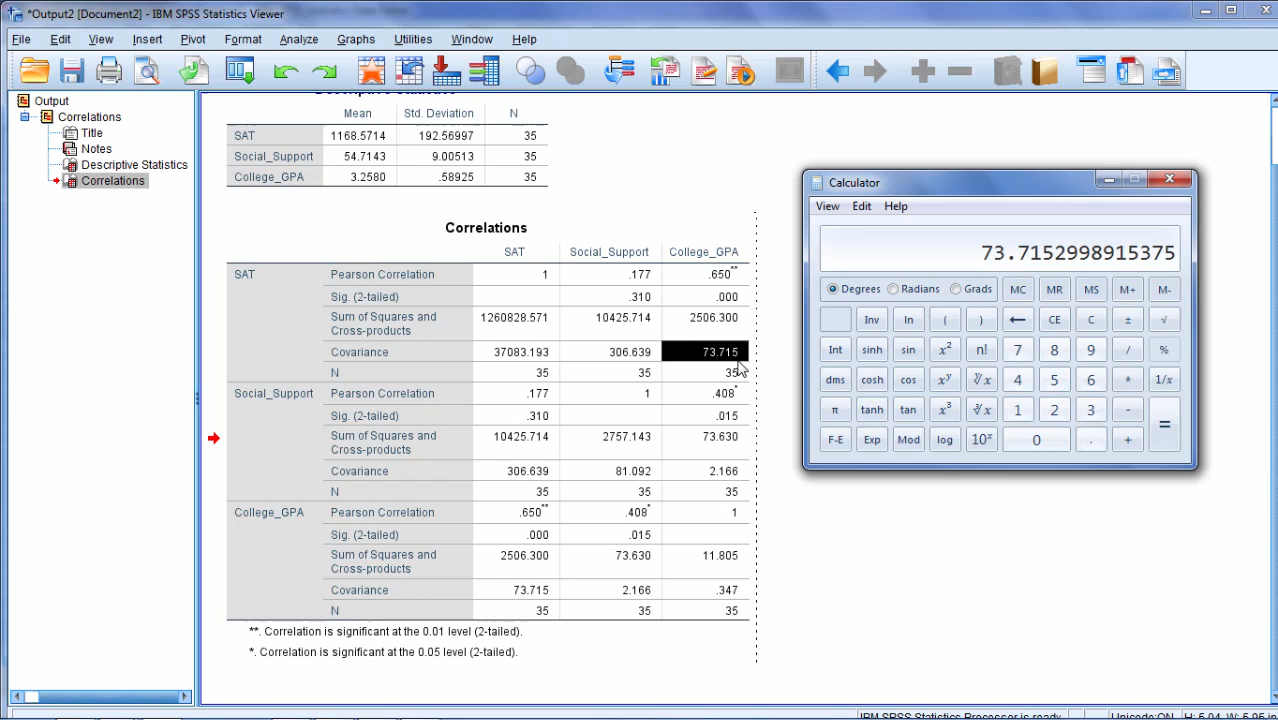 *Output2 [Document2] - IBM SPSS Statistics Viewer
File Edit View Insert Pivot Format Analyze Graphs Utilities Window Help
Output
Correlations
Title
Notes
Descriptive Statistics
Correlations
Descriptive Statistics
Mean Std. Deviation N
SAT 1168.5714 192.56997 35
Social_Support 54.7143 9.00513 35
College_GPA 3.2580 .58925 35
Correlations
SAT Social_Support College_GPA
SAT Pearson Correlation 1 .177 .650**
Sig. (2-tailed) .310 .000
Sum of Squares and Cross-products 1260828.571 10425.714 2506.300
Covariance 37083.193 306.639 73.715
N 35 35 35
Social_Support Pearson Correlation .177 1 .408*
Sig. (2-tailed) .310 .015
Sum of Squares and Cross-products 10425.714 2757.143 73.630
Covariance 306.639 81.092 2.166
N 35 35 35
College_GPA Pearson Correlation .650** .408* 1
Sig. (2-tailed) .000 .015
Sum of Squares and Cross-products 2506.300 73.630 11.805
Covariance 73.715 2.166 .347
N 35 35 35
**. Correlation is significant at the 0.01 level (2-tailed).
*. Correlation is significant at the 0.05 level (2-tailed).
Calculator
View Edit Help
73.7152998915375
Degrees Radians Grads MC MR MS M+ M-
Inv ln ( ) ← CE C ± √
Int sinh sin x² n! 7 8 9 / %
dms cosh cos xʸ ʸ√x 4 5 6 * 1/x
π tanh tan x³ ³√x 1 2 3 - =
F-E Exp Mod log 10ˣ 0 . +
IBM SPSS Statistics Processor is ready Unicode:ON H: 5.04, W: 5.95 in